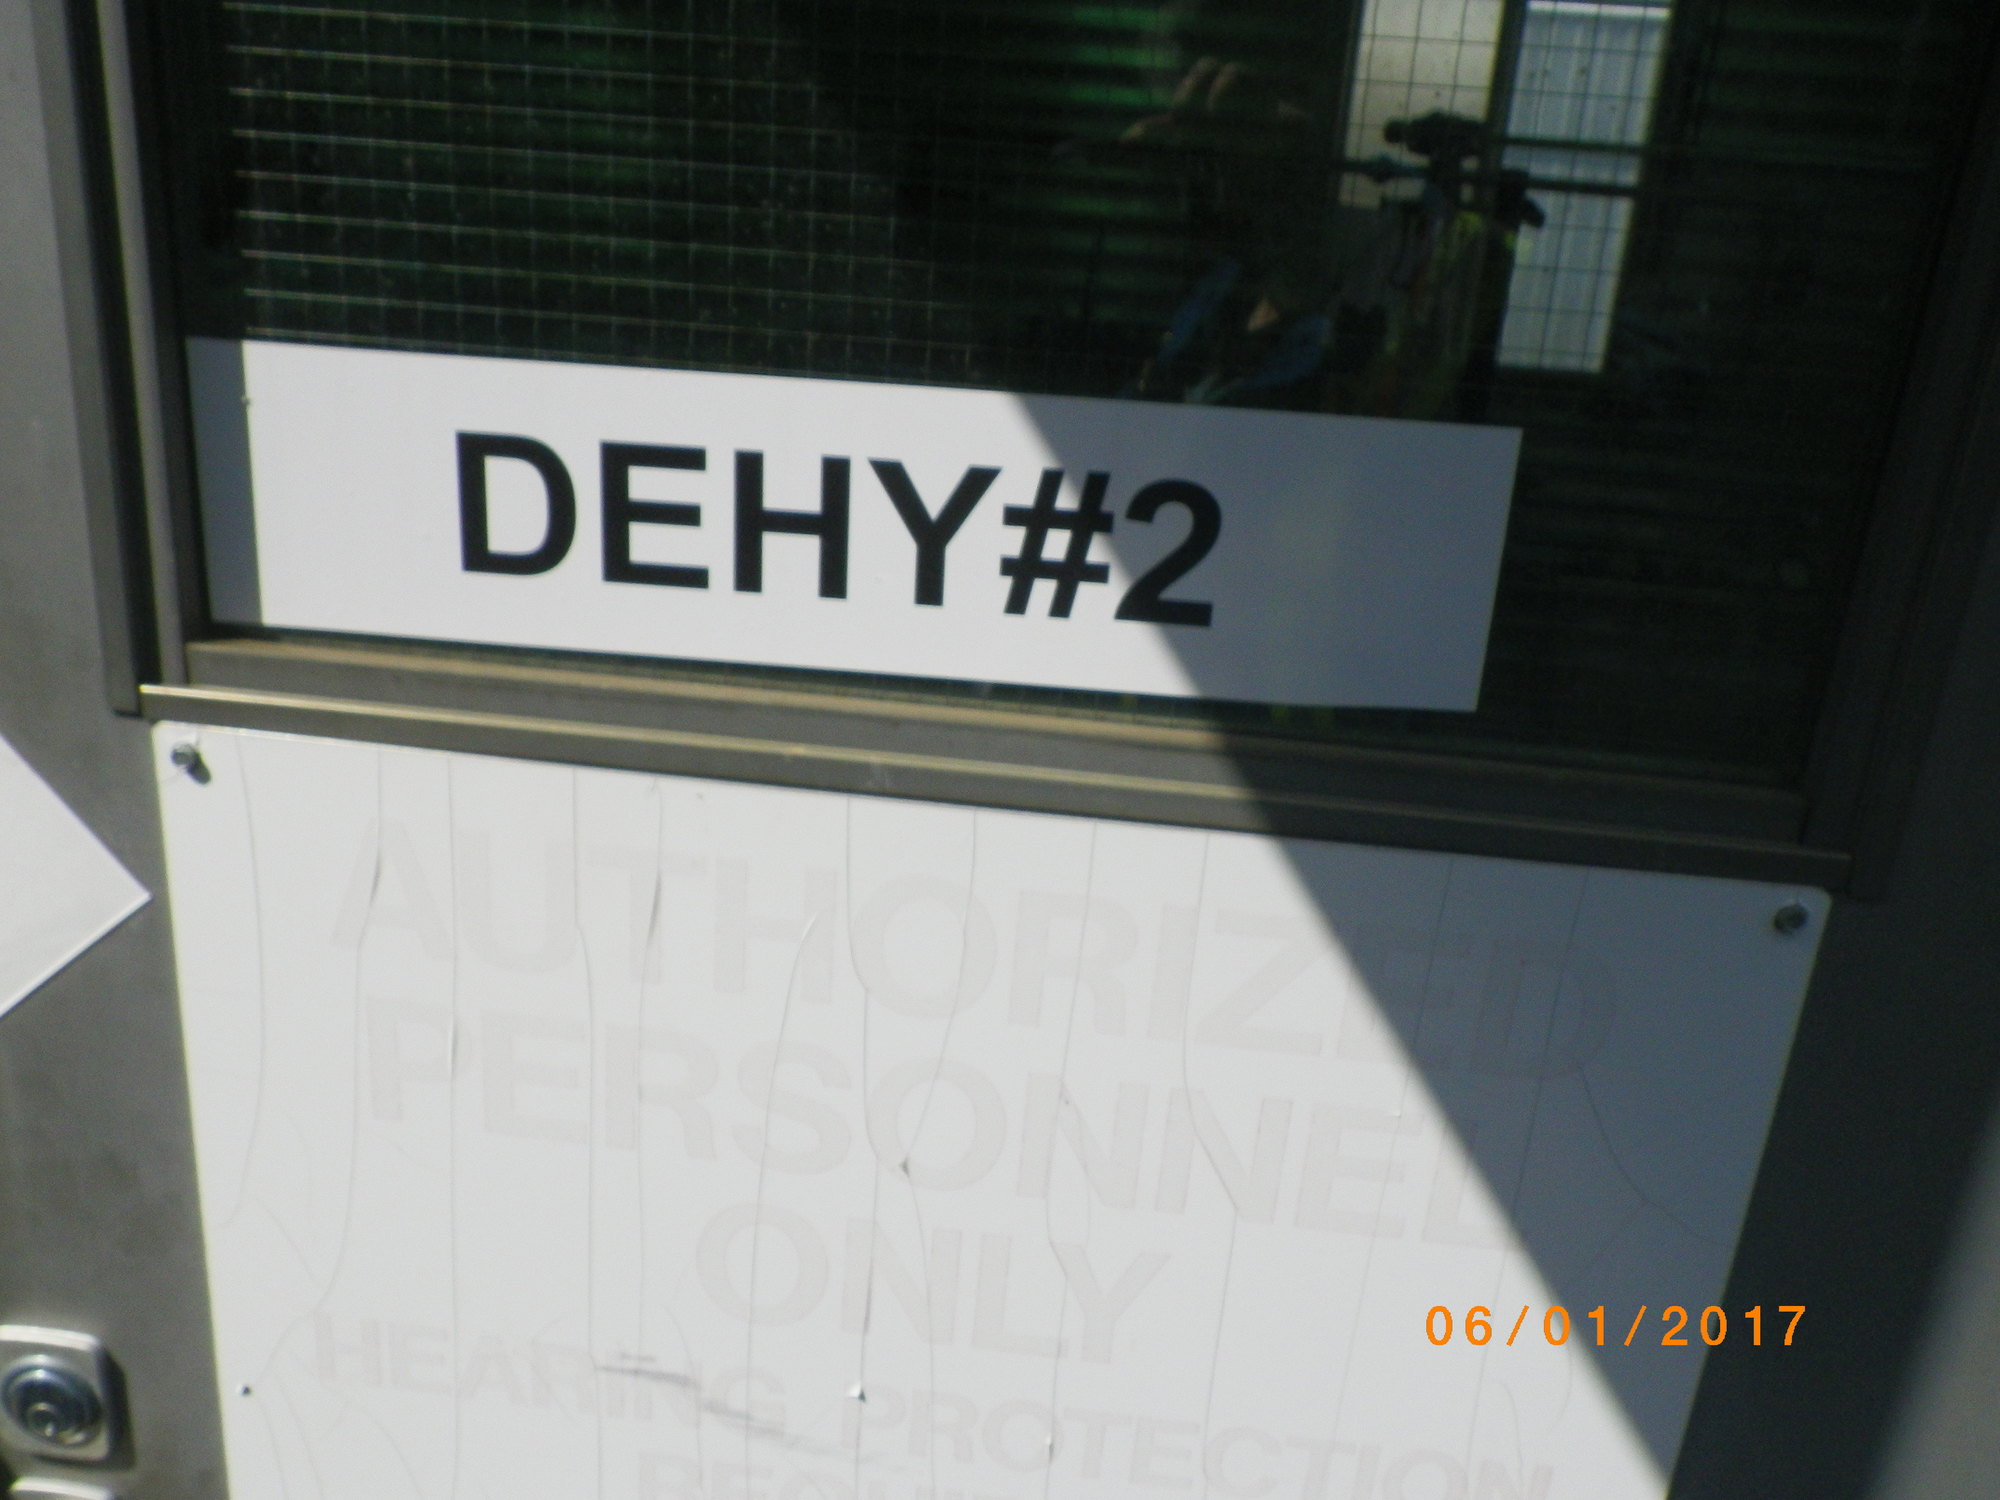 DEHY#2
AUTHORIZED
PERSONNEL
ONLY
HEARING PROTECTION
06/01/2017